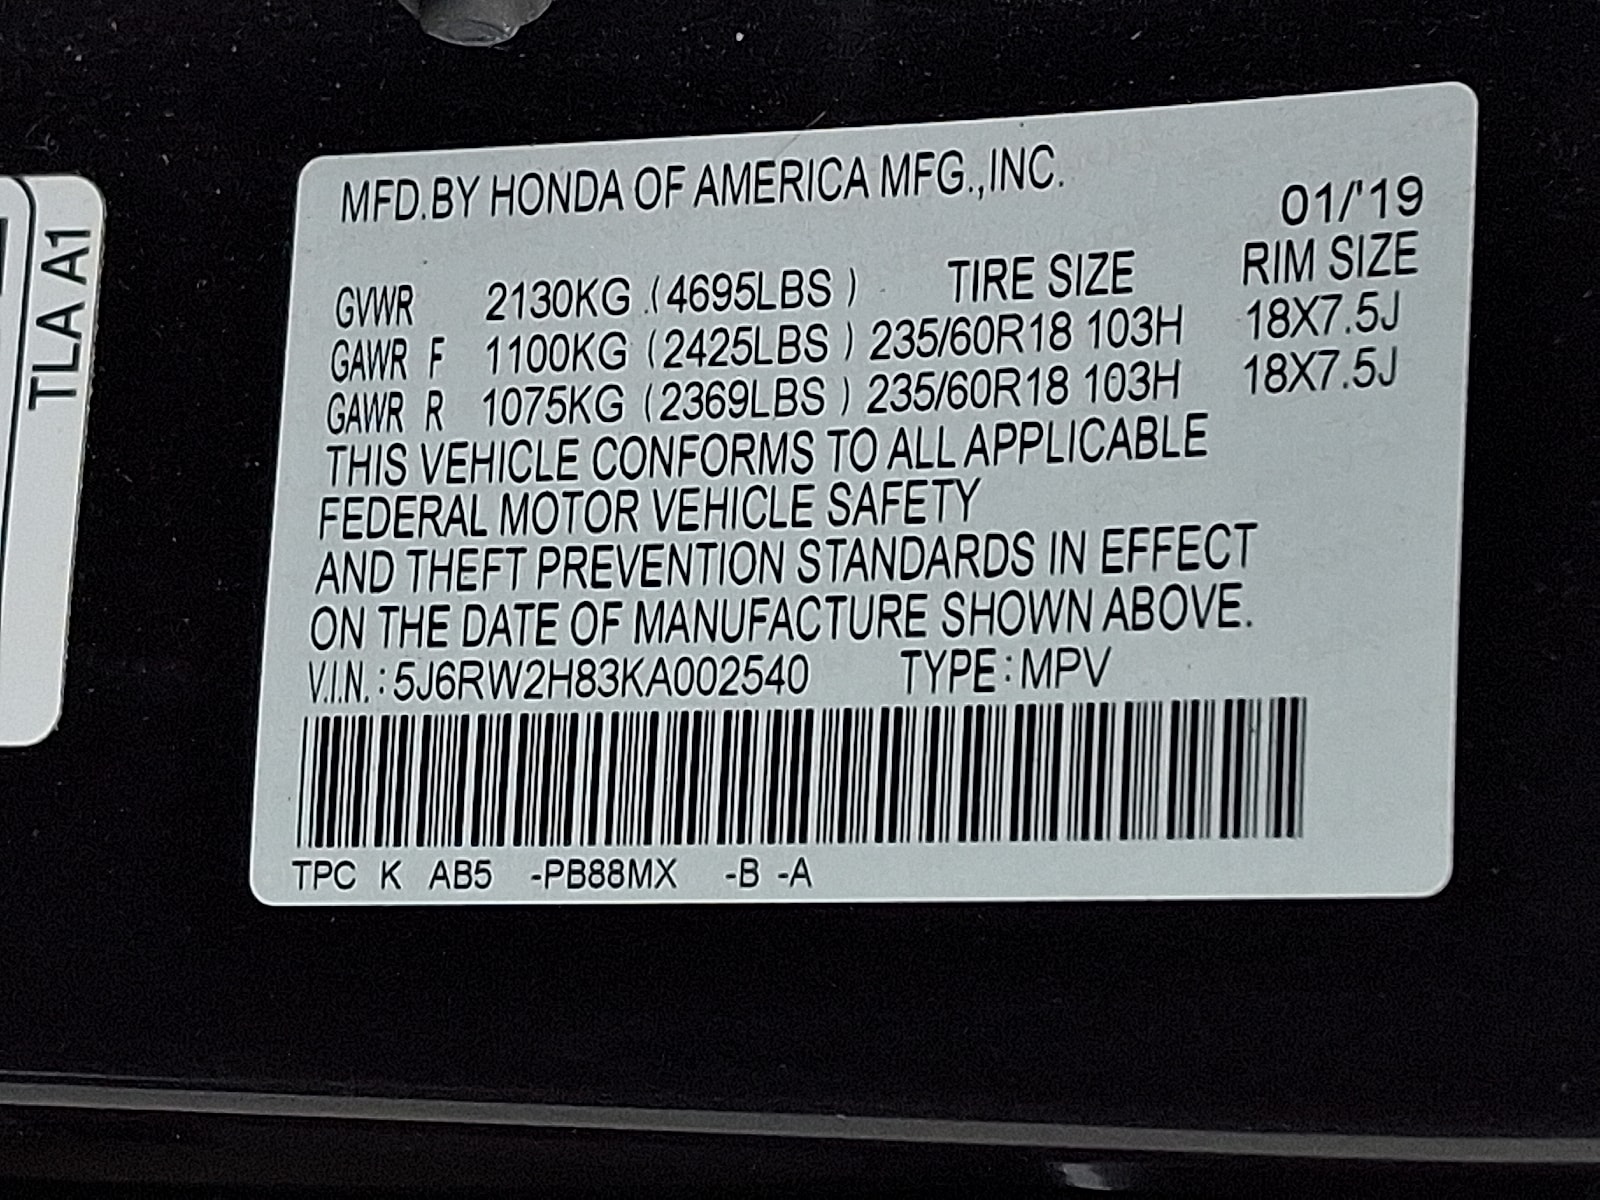 TLA A1
MFD.BY HONDA OF AMERICA MFG.,INC.
01/'19
GVWR 2130KG (4695LBS ) TIRE SIZE RIM SIZE
GAWR F 1100KG (2425LBS ) 235/60R18 103H 18X7.5J
GAWR R 1075KG (2369LBS ) 235/60R18 103H 18X7.5J
THIS VEHICLE CONFORMS TO ALL APPLICABLE
FEDERAL MOTOR VEHICLE SAFETY
AND THEFT PREVENTION STANDARDS IN EFFECT
ON THE DATE OF MANUFACTURE SHOWN ABOVE.
V.I.N.:5J6RW2H83KA002540 TYPE:MPV
TPC K AB5 -PB88MX -B -A